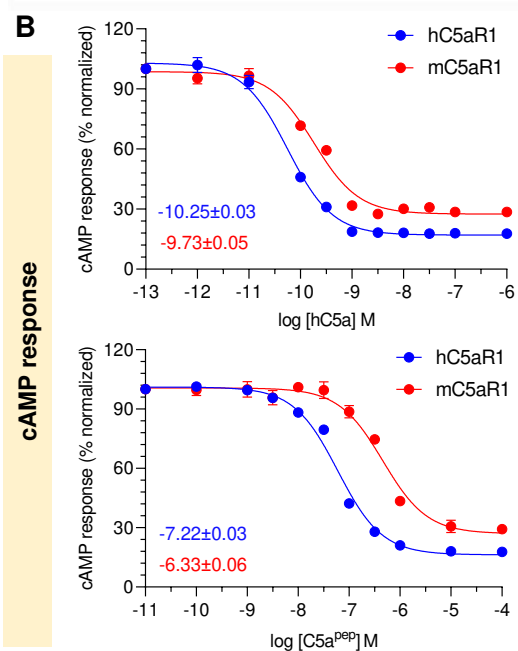 B
cAMP response
cAMP response (% normalized)
120
90
60
30
0
hC5aR1
mC5aR1
-10.25±0.03
-9.73±0.05
-13 -12 -11 -10 -9 -8 -7 -6
log [hC5a] M
cAMP response (% normalized)
120
90
60
30
0
hC5aR1
mC5aR1
-7.22±0.03
-6.33±0.06
-11 -10 -9 -8 -7 -6 -5 -4
log [C5a^pep] M